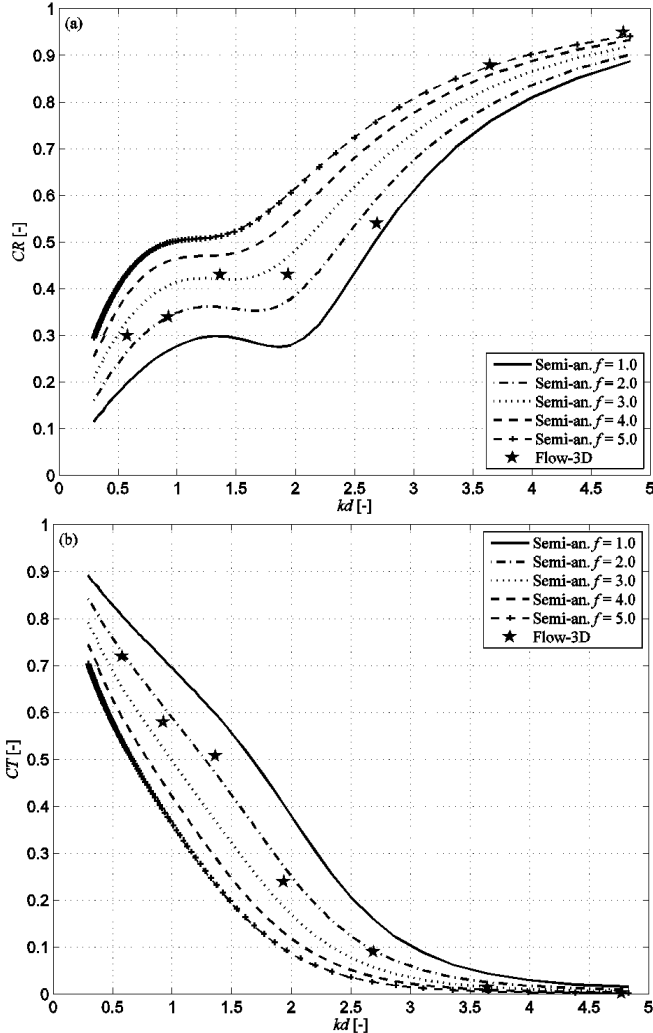 (a)
1
0.9
0.8
0.7
0.6
0.5
0.4
0.3
0.2
0.1
0
CR [-]
0 0.5 1 1.5 2 2.5 3 3.5 4 4.5 5
kd [-]
Semi-an. f = 1.0
Semi-an. f = 2.0
Semi-an. f = 3.0
Semi-an. f = 4.0
Semi-an. f = 5.0
Flow-3D
(b)
1
0.9
0.8
0.7
0.6
0.5
0.4
0.3
0.2
0.1
0
CT [-]
0 0.5 1 1.5 2 2.5 3 3.5 4 4.5 5
kd [-]
Semi-an. f = 1.0
Semi-an. f = 2.0
Semi-an. f = 3.0
Semi-an. f = 4.0
Semi-an. f = 5.0
Flow-3D